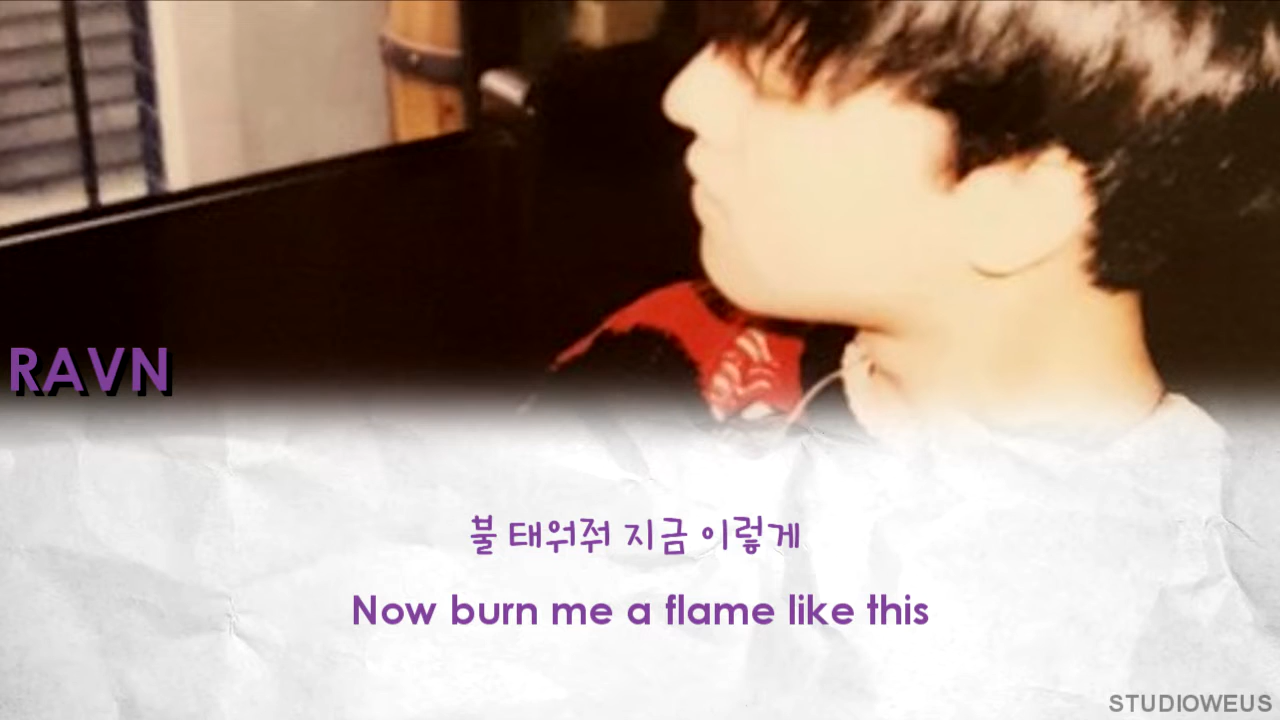 RAVN
불 태워줘 지금 이렇게
Now burn me a flame like this
STUDIOWEUS